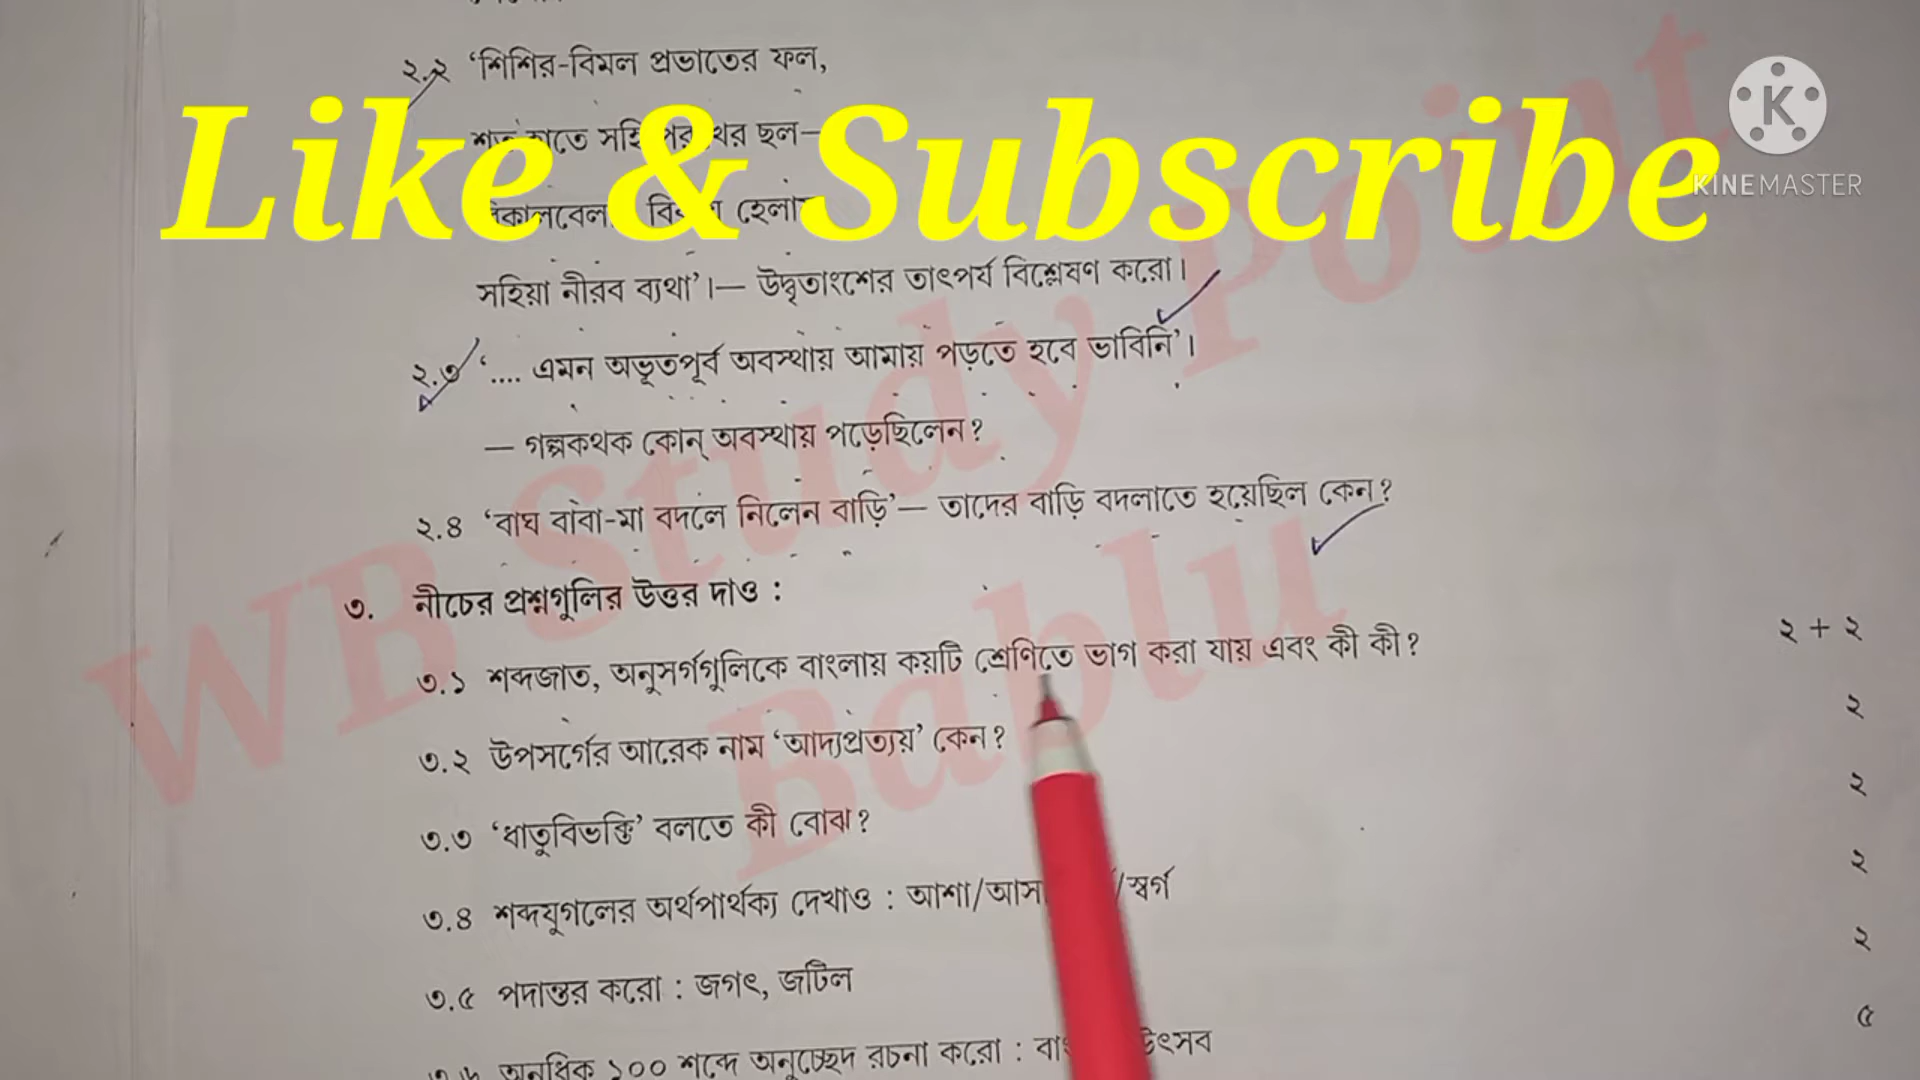 ২.২ ‘শিশির-বিমল প্রভাতের ফল,
হাতে সহি ছল—
Like & Subscribe
K
KINEMASTER
সহিয়া নীরব ব্যথা’।— উদ্ধৃতাংশের তাৎপর্য বিশ্লেষণ করো।
২.৩ ‘.... এমন অভূতপূর্ব অবস্থায় আমায় পড়তে হবে ভাবিনি’।
— গল্পকথক কোন্ অবস্থায় পড়েছিলেন?
২.৪ ‘বাঘ বাবা-মা বদলে নিলেন বাড়ি’— তাদের বাড়ি বদলাতে হয়েছিল কেন?
৩. নীচের প্রশ্নগুলির উত্তর দাও :
৩.১ শব্দজাত, অনুসর্গগুলিকে বাংলায় কয়টি শ্রেণিতে ভাগ করা যায় এবং কী কী? ২ + ২
৩.২ উপসর্গের আরেক নাম ‘আদ্যপ্রত্যয়’ কেন? ২
৩.৩ ‘ধাতুবিভক্তি’ বলতে কী বোঝ? ২
৩.৪ শব্দযুগলের অর্থপার্থক্য দেখাও : আশা/আসা /স্বর্গ ২
৩.৫ পদান্তর করো : জগৎ, জটিল ২
৩.৬ অনধিক ১০০ শব্দে অনুচ্ছেদ রচনা করো : উৎসব ৫
WB Study Point
Bablu